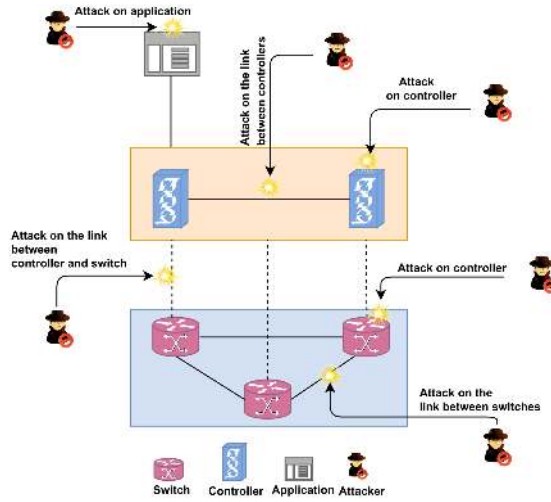 Attack on application
Attack on the link
between controllers
Attack
on controller
Attack on the link
between
controller and switch
Attack on controller
Attack on the
link between switches
Switch
Controller
Application
Attacker